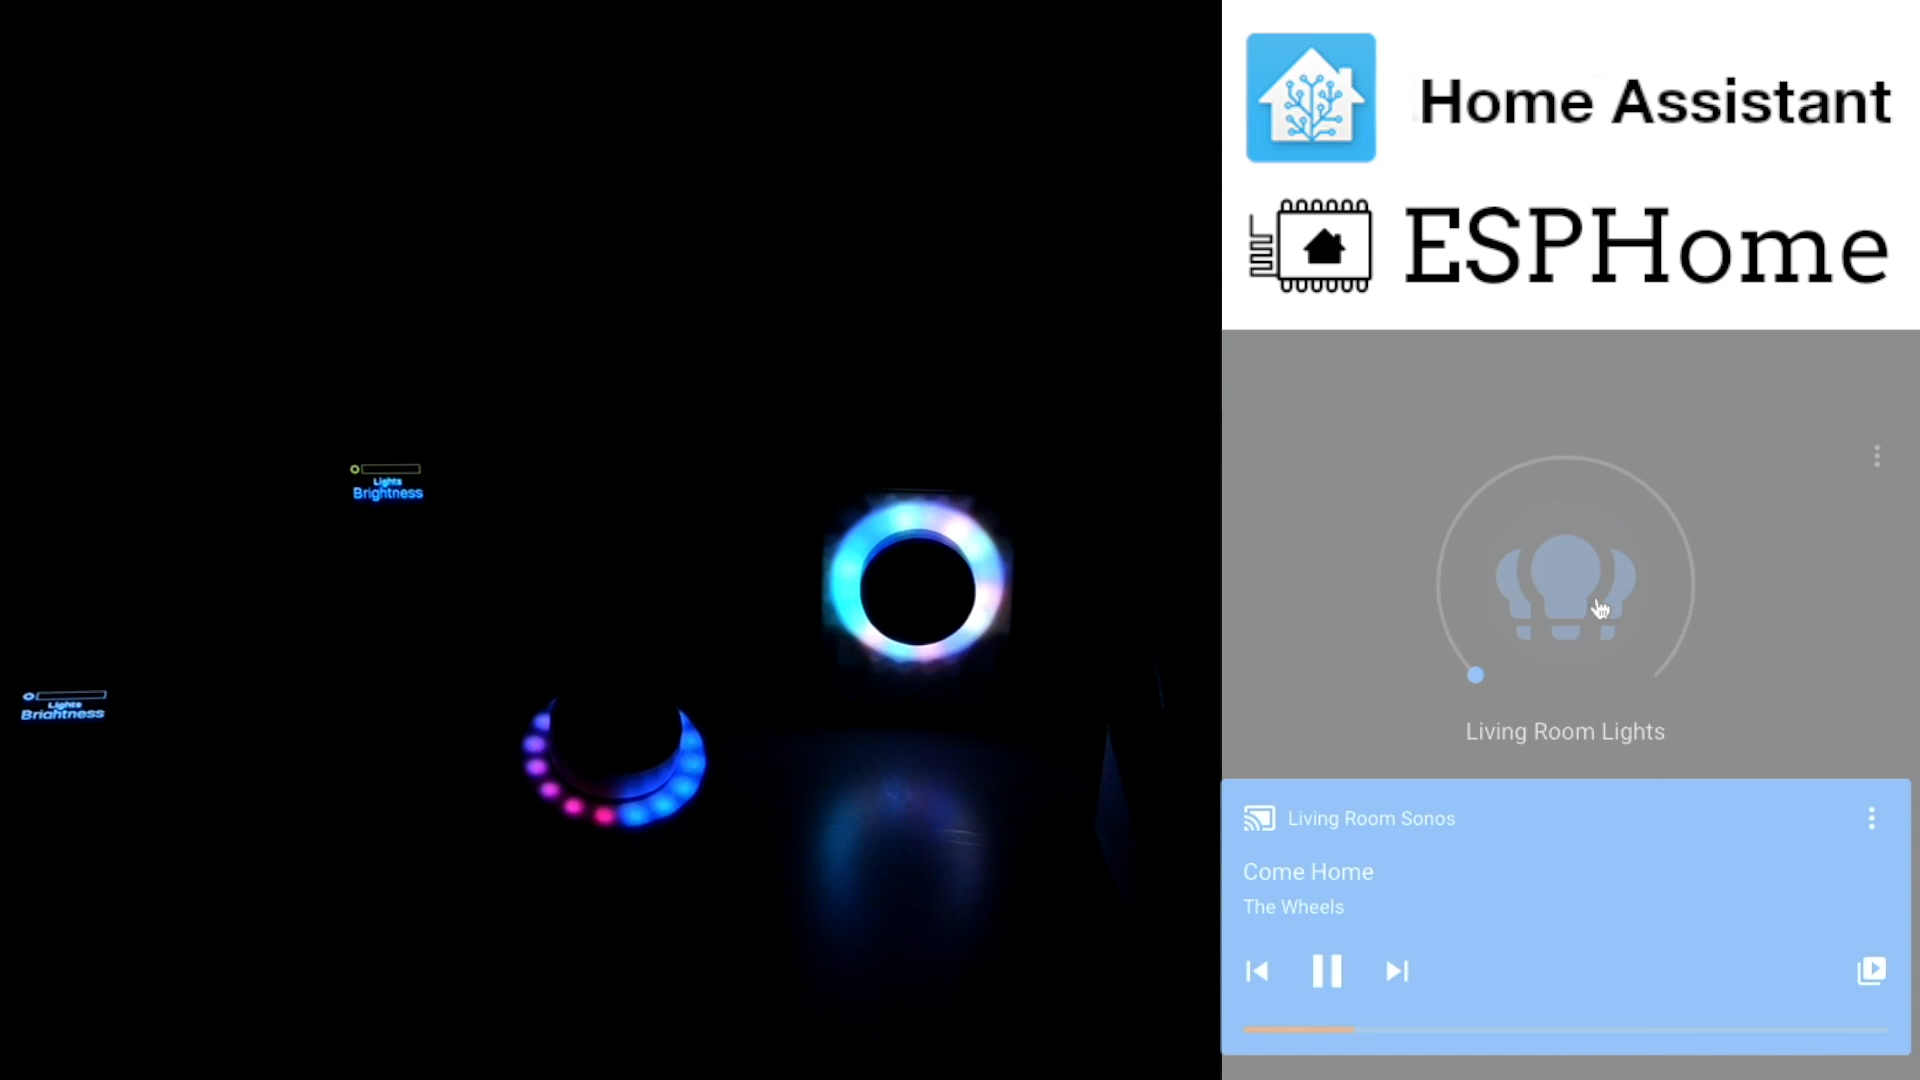 Lights
Brightness
Lights
Brightness
Home Assistant
ESPHome
Living Room Lights
Living Room Sonos
Come Home
The Wheels